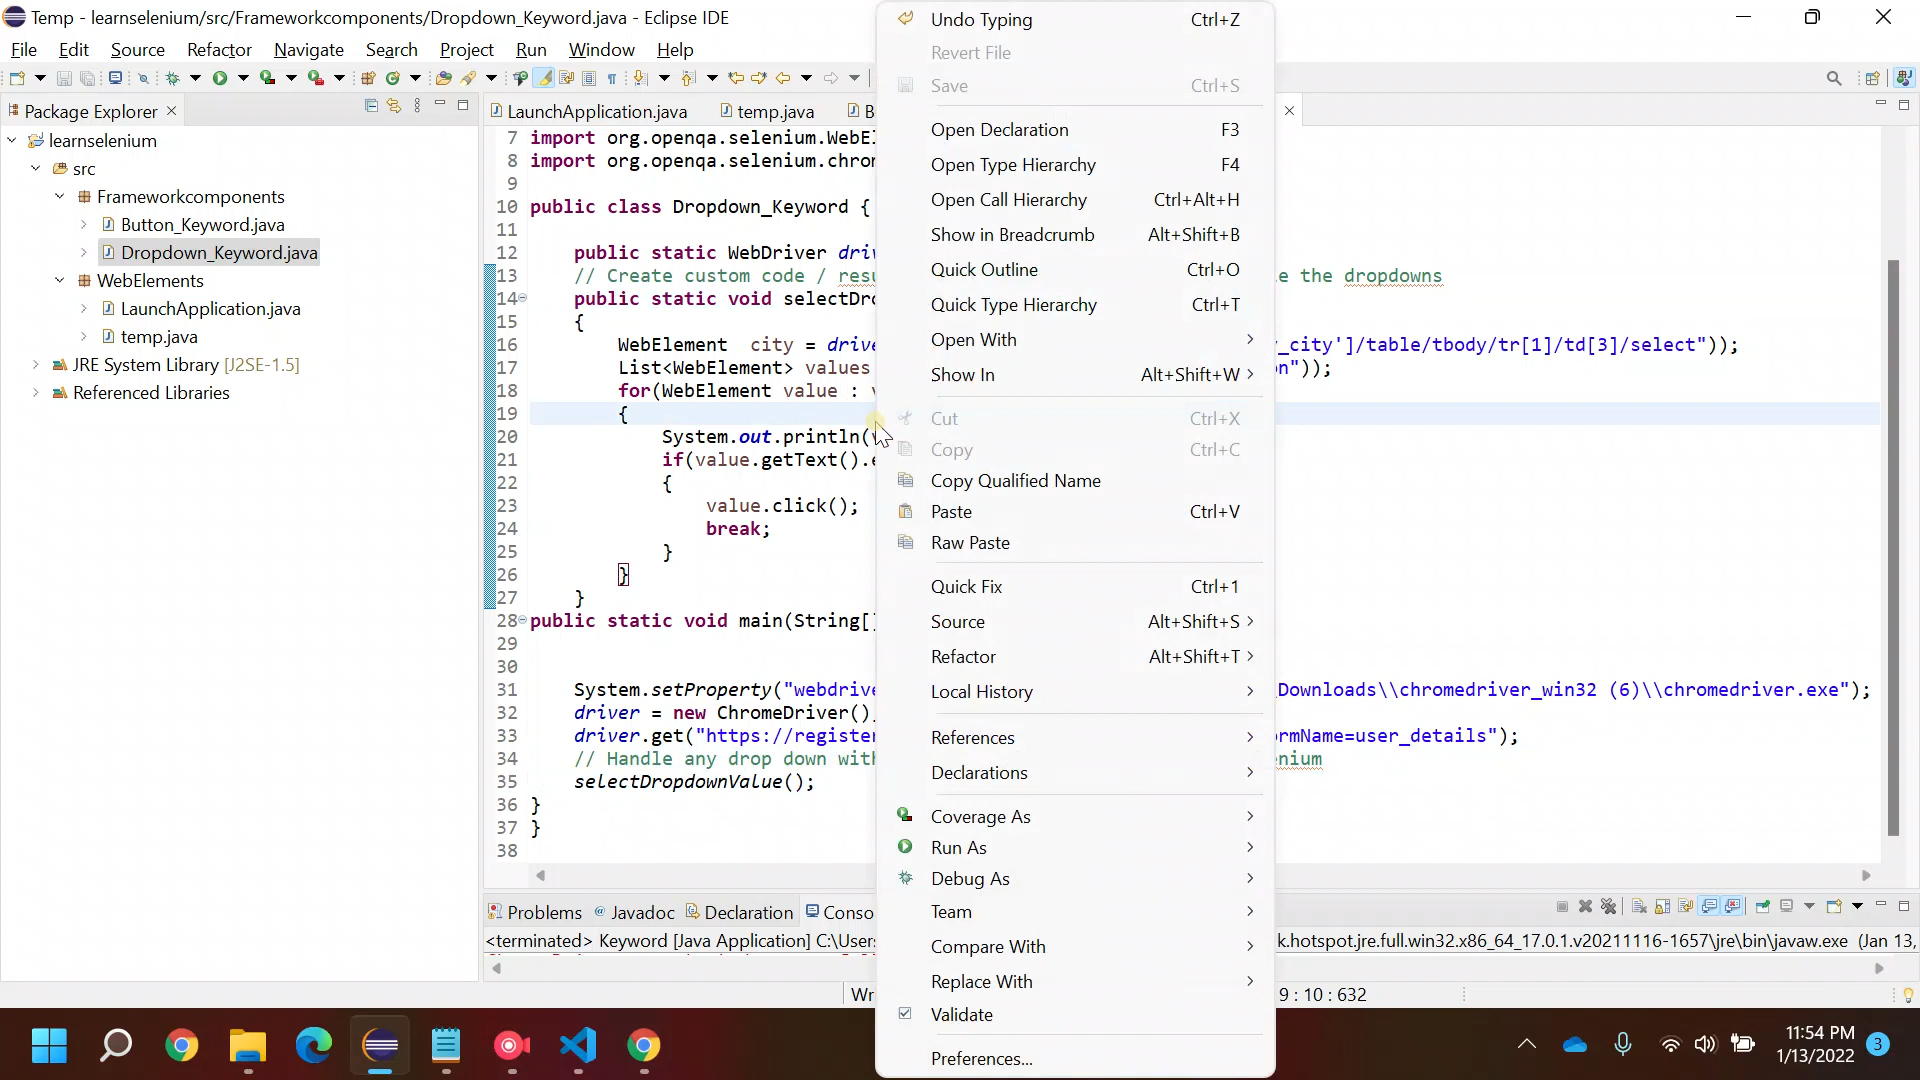 Temp - learnselenium/src/Frameworkcomponents/Dropdown_Keyword.java - Eclipse IDE
File Edit Source Refactor Navigate Search Project Run Window Help
Package Explorer
learnselenium
src
Frameworkcomponents
Button_Keyword.java
Dropdown_Keyword.java
WebElements
LaunchApplication.java
temp.java
JRE System Library [J2SE-1.5]
Referenced Libraries
LaunchApplication.java temp.java
7 import org.openqa.selenium.WebEl
8 import org.openqa.selenium.chrom
9
10 public class Dropdown_Keyword {
11
12 public static WebDriver driv
13 // Create custom code / resu e the dropdowns
14 public static void selectDro
15 {
16 WebElement city = drive _city']/table/tbody/tr[1]/td[3]/select"));
17 List<WebElement> values n"));
18 for(WebElement value : v
19 {
20 System.out.println(v
21 if(value.getText().e
22 {
23 value.click();
24 break;
25 }
26 }
27 }
28 public static void main(String[]
29
30
31 System.setProperty("webdrive Downloads\\chromedriver_win32 (6)\\chromedriver.exe");
32 driver = new ChromeDriver()
33 driver.get("https://register rmName=user_details");
34 // Handle any drop down with nium
35 selectDropdownValue();
36 }
37 }
38
Undo Typing Ctrl+Z
Revert File
Save Ctrl+S
Open Declaration F3
Open Type Hierarchy F4
Open Call Hierarchy Ctrl+Alt+H
Show in Breadcrumb Alt+Shift+B
Quick Outline Ctrl+O
Quick Type Hierarchy Ctrl+T
Open With
Show In Alt+Shift+W
Cut Ctrl+X
Copy Ctrl+C
Copy Qualified Name
Paste Ctrl+V
Raw Paste
Quick Fix Ctrl+1
Source Alt+Shift+S
Refactor Alt+Shift+T
Local History
References
Declarations
Coverage As
Run As
Debug As
Team
Compare With
Replace With
Validate
Preferences...
Problems Javadoc Declaration Conso
<terminated> Keyword [Java Application] C:\Users k.hotspot.jre.full.win32.x86_64_17.0.1.v20211116-1657\jre\bin\javaw.exe (Jan 13,
Wr 9 : 10 : 632
11:54 PM
1/13/2022
3